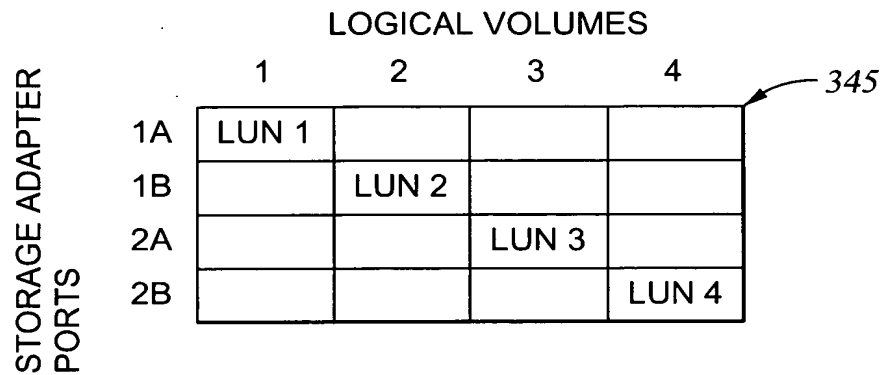 LOGICAL VOLUMES
1 2 3 4
345
STORAGE ADAPTER
PORTS
1A LUN 1
1B LUN 2
2A LUN 3
2B LUN 4